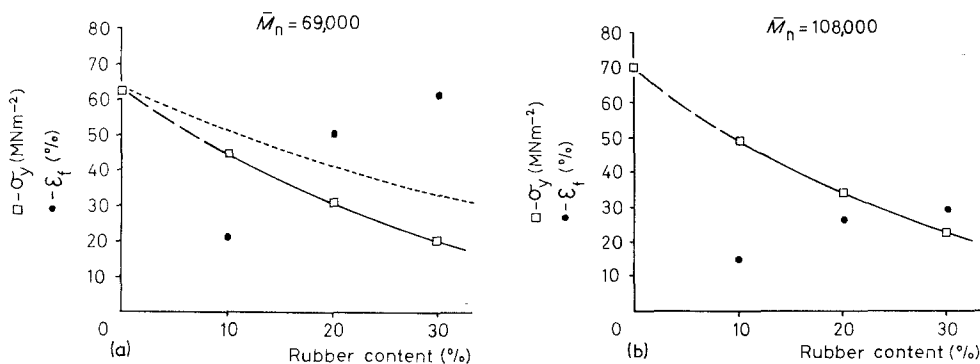 M̄n = 69,000
80
70
60
50
40
30
20
10
0
10
20
30
□-σy (MNm−2)
●-εf (%)
(a)
Rubber content (%)
M̄n = 108,000
80
70
60
50
40
30
20
10
0
10
20
30
□-σy (MNm−2)
●-εf (%)
(b)
Rubber content (%)